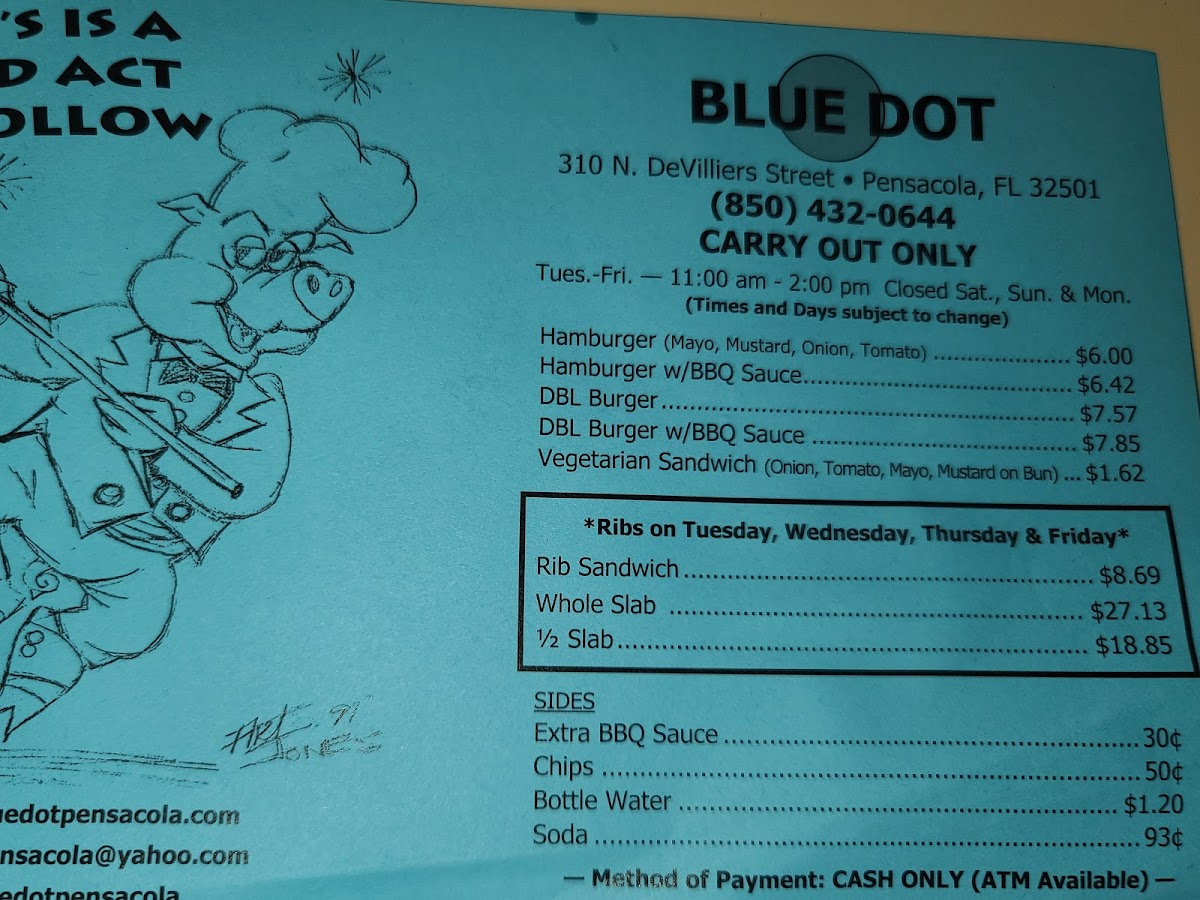 'S IS A
D ACT
OLLOW
BLUE DOT
310 N. DeVilliers Street • Pensacola, FL 32501
(850) 432-0644
CARRY OUT ONLY
Tues.-Fri. — 11:00 am - 2:00 pm Closed Sat., Sun. & Mon.
(Times and Days subject to change)
Hamburger (Mayo, Mustard, Onion, Tomato) .................... $6.00
Hamburger w/BBQ Sauce....................................... $6.42
DBL Burger............................................................. $7.57
DBL Burger w/BBQ Sauce ...................................... $7.85
Vegetarian Sandwich (Onion, Tomato, Mayo, Mustard on Bun) ... $1.62
*Ribs on Tuesday, Wednesday, Thursday & Friday*
Rib Sandwich............................................................ $8.69
Whole Slab ............................................................ $27.13
½ Slab.................................................................... $18.85
SIDES
Extra BBQ Sauce............................................................30¢
Chips ..............................................................................50¢
Bottle Water ............................................................... $1.20
Soda ...............................................................................93¢
— Method of Payment: CASH ONLY (ATM Available) —
ART 91
JONES
uedotpensacola.com
nsacola@yahoo.com
edotpensacola